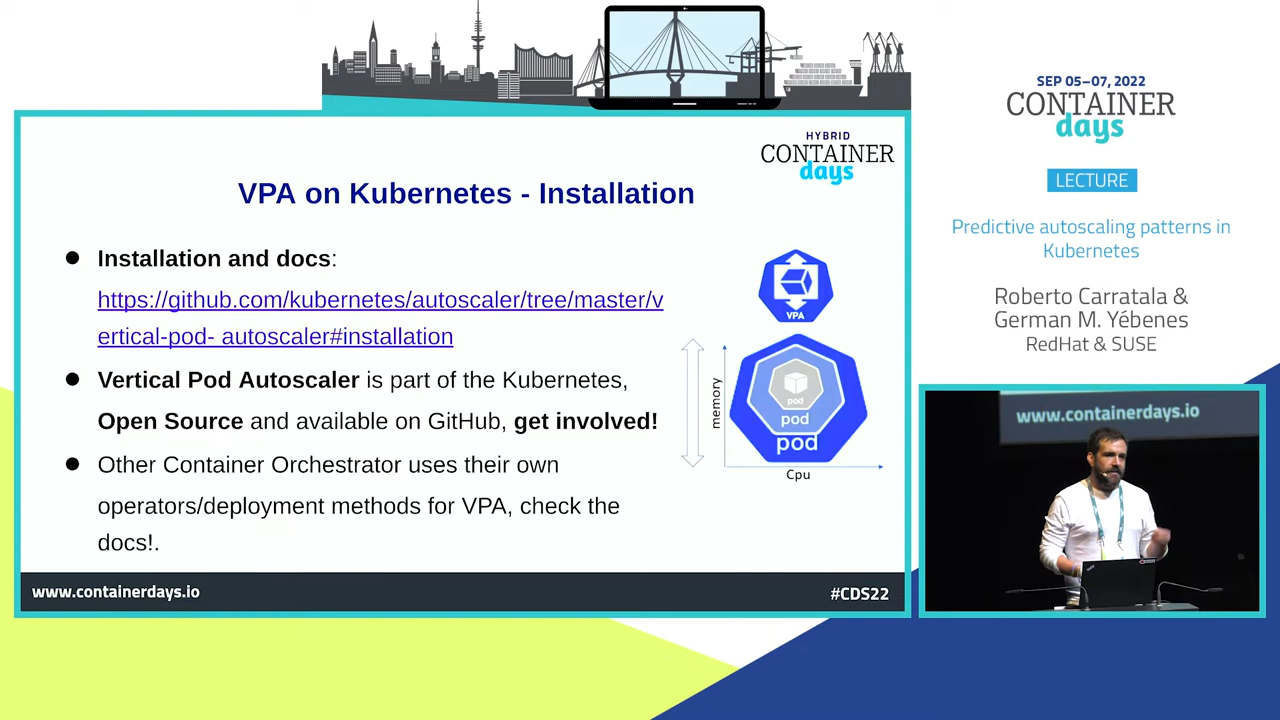 HYBRID
CONTAINER
days
VPA on Kubernetes - Installation
● Installation and docs:
https://github.com/kubernetes/autoscaler/tree/master/v
ertical-pod- autoscaler#installation
● Vertical Pod Autoscaler is part of the Kubernetes,
Open Source and available on GitHub, get involved!
● Other Container Orchestrator uses their own
operators/deployment methods for VPA, check the
docs!.
VPA
memory
pod
pod
pod
Cpu
www.containerdays.io
#CDS22
SEP 05–07, 2022
CONTAINER
days
LECTURE
Predictive autoscaling patterns in
Kubernetes
Roberto Carratala &
German M. Yébenes
RedHat & SUSE
www.containerdays.io